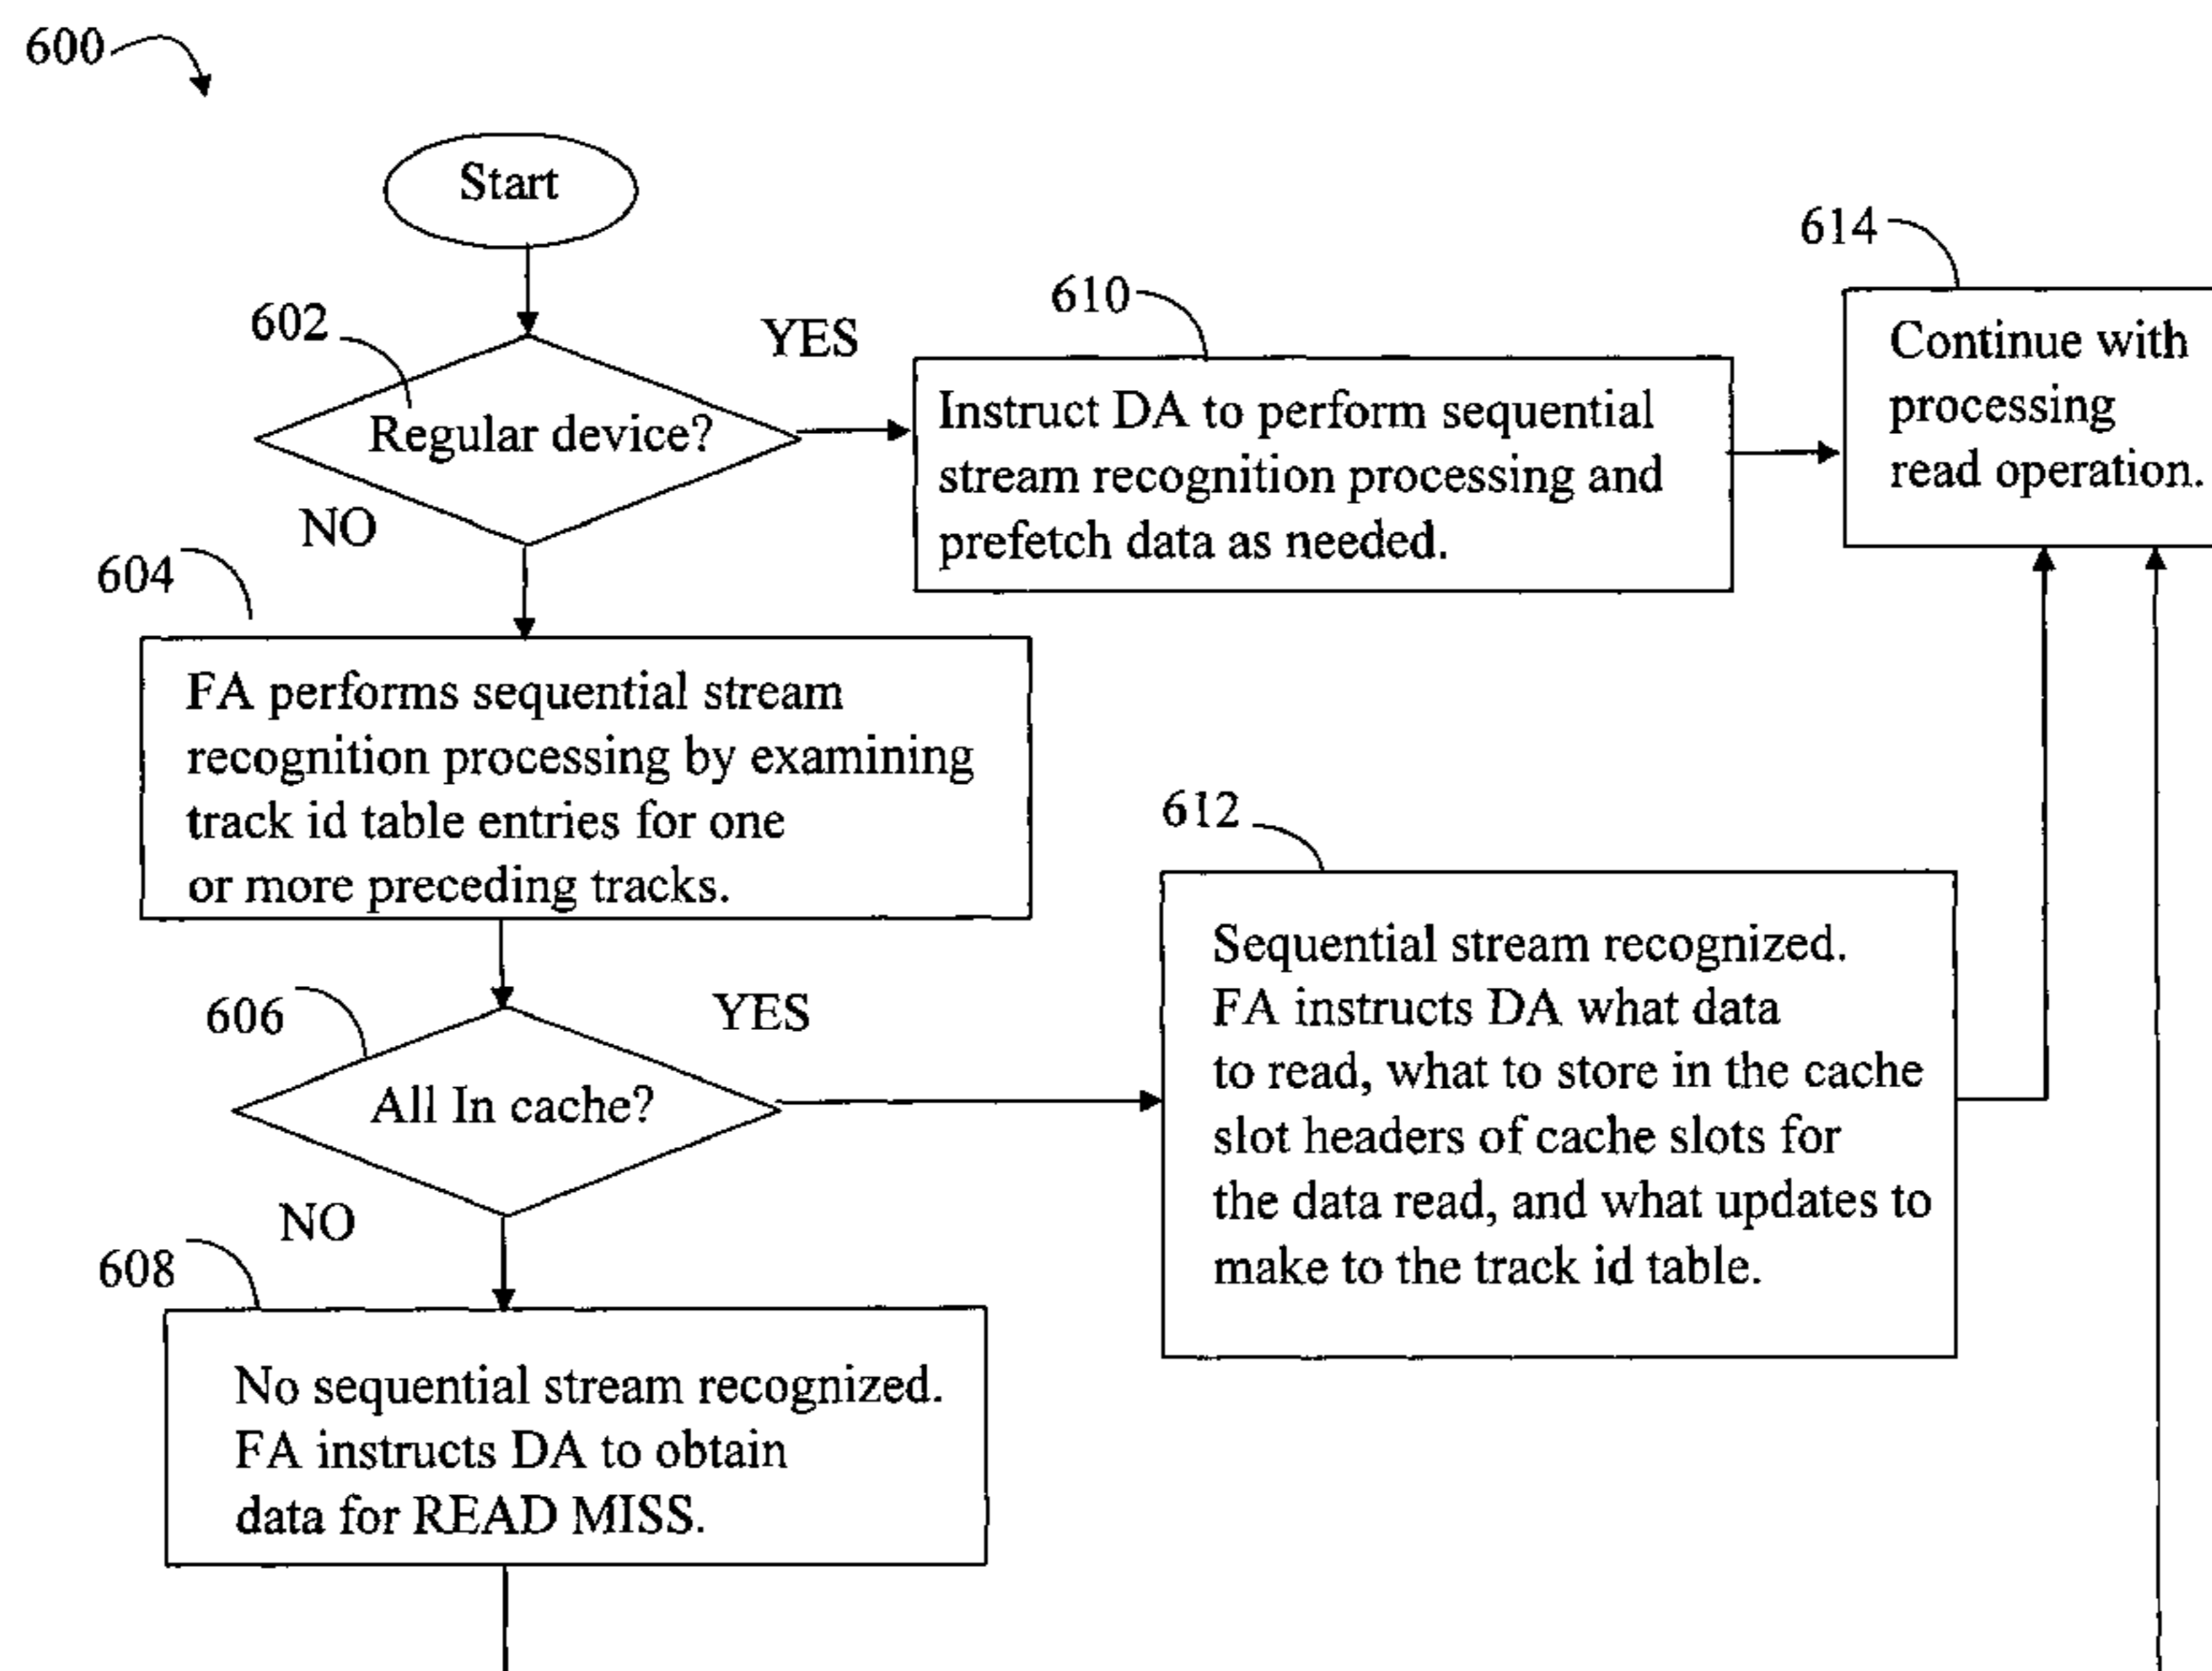 600
Start
602
YES
Regular device?
NO
610
Instruct DA to perform sequential
stream recognition processing and
prefetch data as needed.
614
Continue with
processing
read operation.
604
FA performs sequential stream
recognition processing by examining
track id table entries for one
or more preceding tracks.
606
YES
All In cache?
NO
612
Sequential stream recognized.
FA instructs DA what data
to read, what to store in the cache
slot headers of cache slots for
the data read, and what updates to
make to the track id table.
608
No sequential stream recognized.
FA instructs DA to obtain
data for READ MISS.